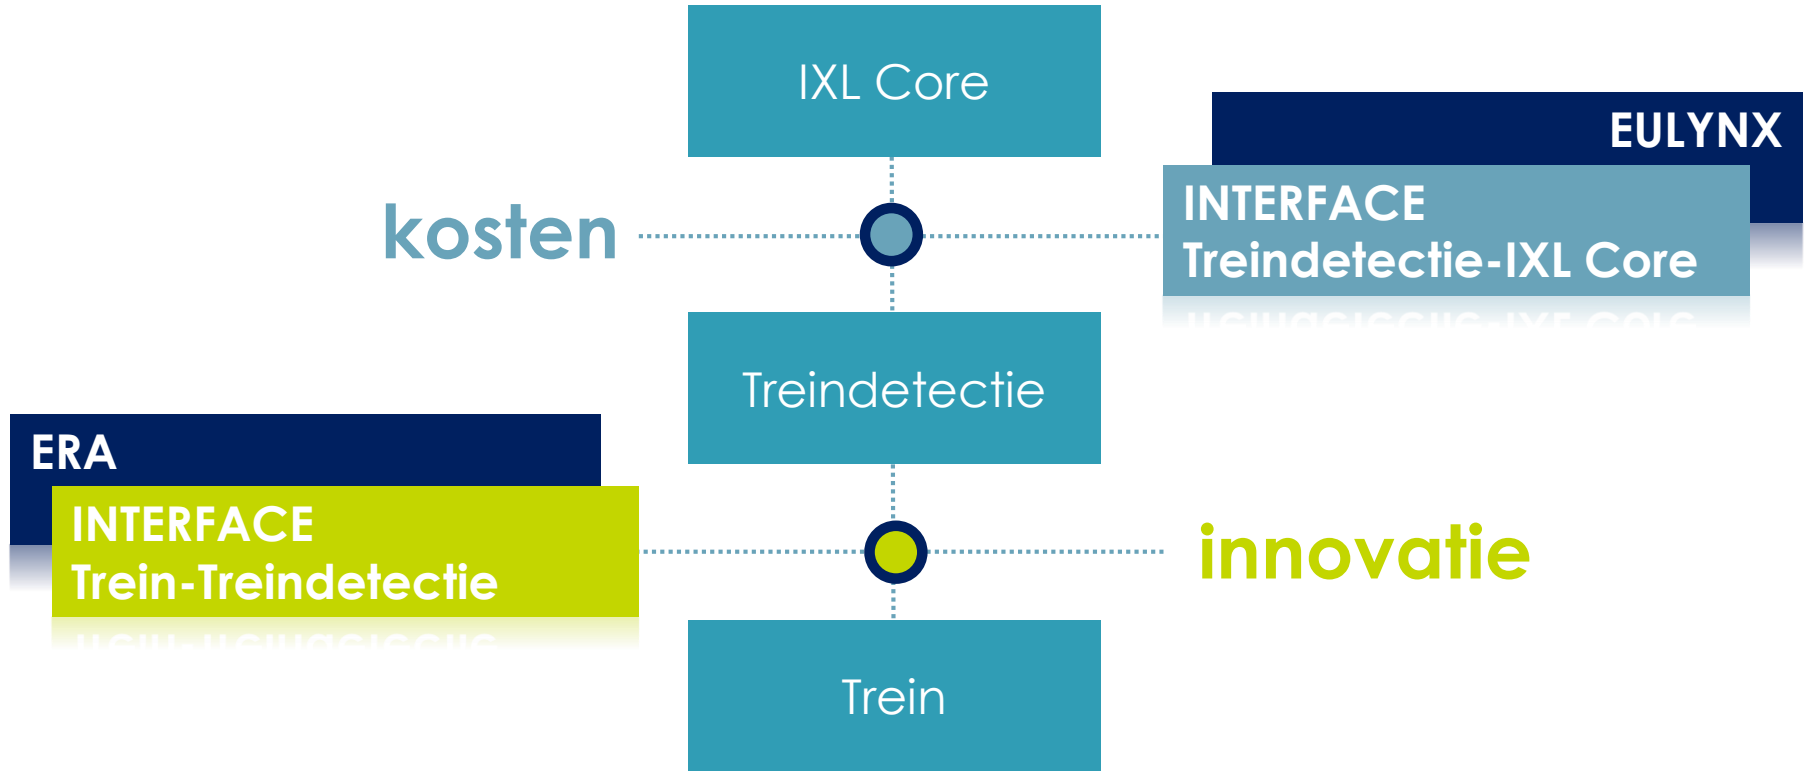 IXL Core
EULYNX
INTERFACE
Treindetectie-IXL Core
kosten
Treindetectie
ERA
INTERFACE
Trein-Treindetectie
innovatie
Trein